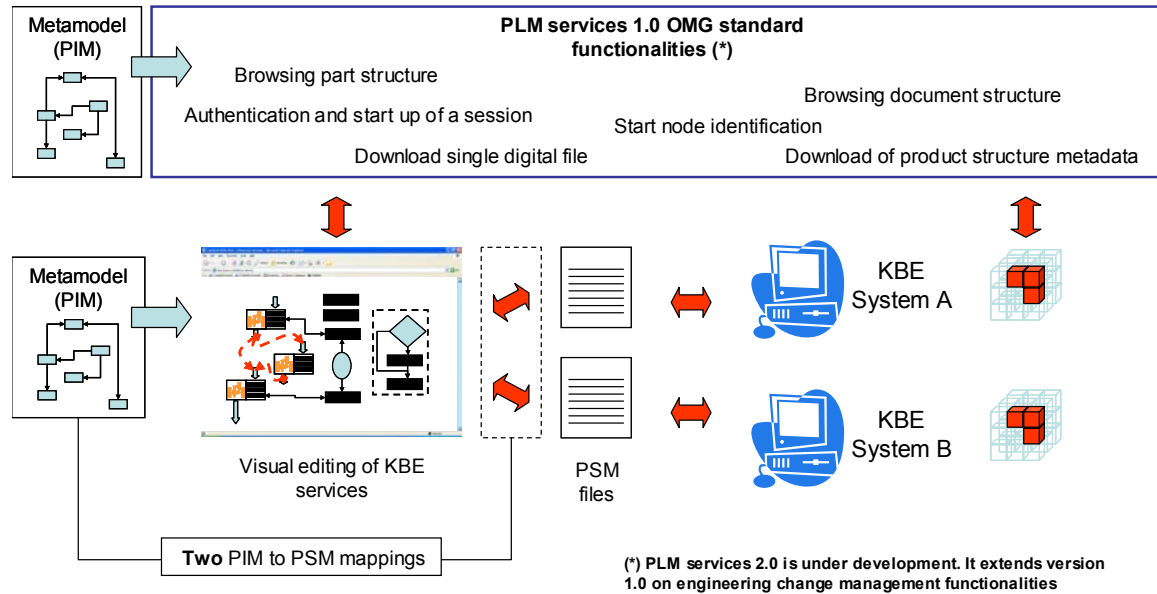 Metamodel
(PIM)
PLM services 1.0 OMG standard
functionalities (*)
Browsing part structure
Browsing document structure
Authentication and start up of a session
Start node identification
Download single digital file
Download of product structure metadata
Metamodel
(PIM)
KBE
System A
KBE
System B
Visual editing of KBE
services
PSM
files
Two PIM to PSM mappings
(*) PLM services 2.0 is under development. It extends version
1.0 on engineering change management functionalities